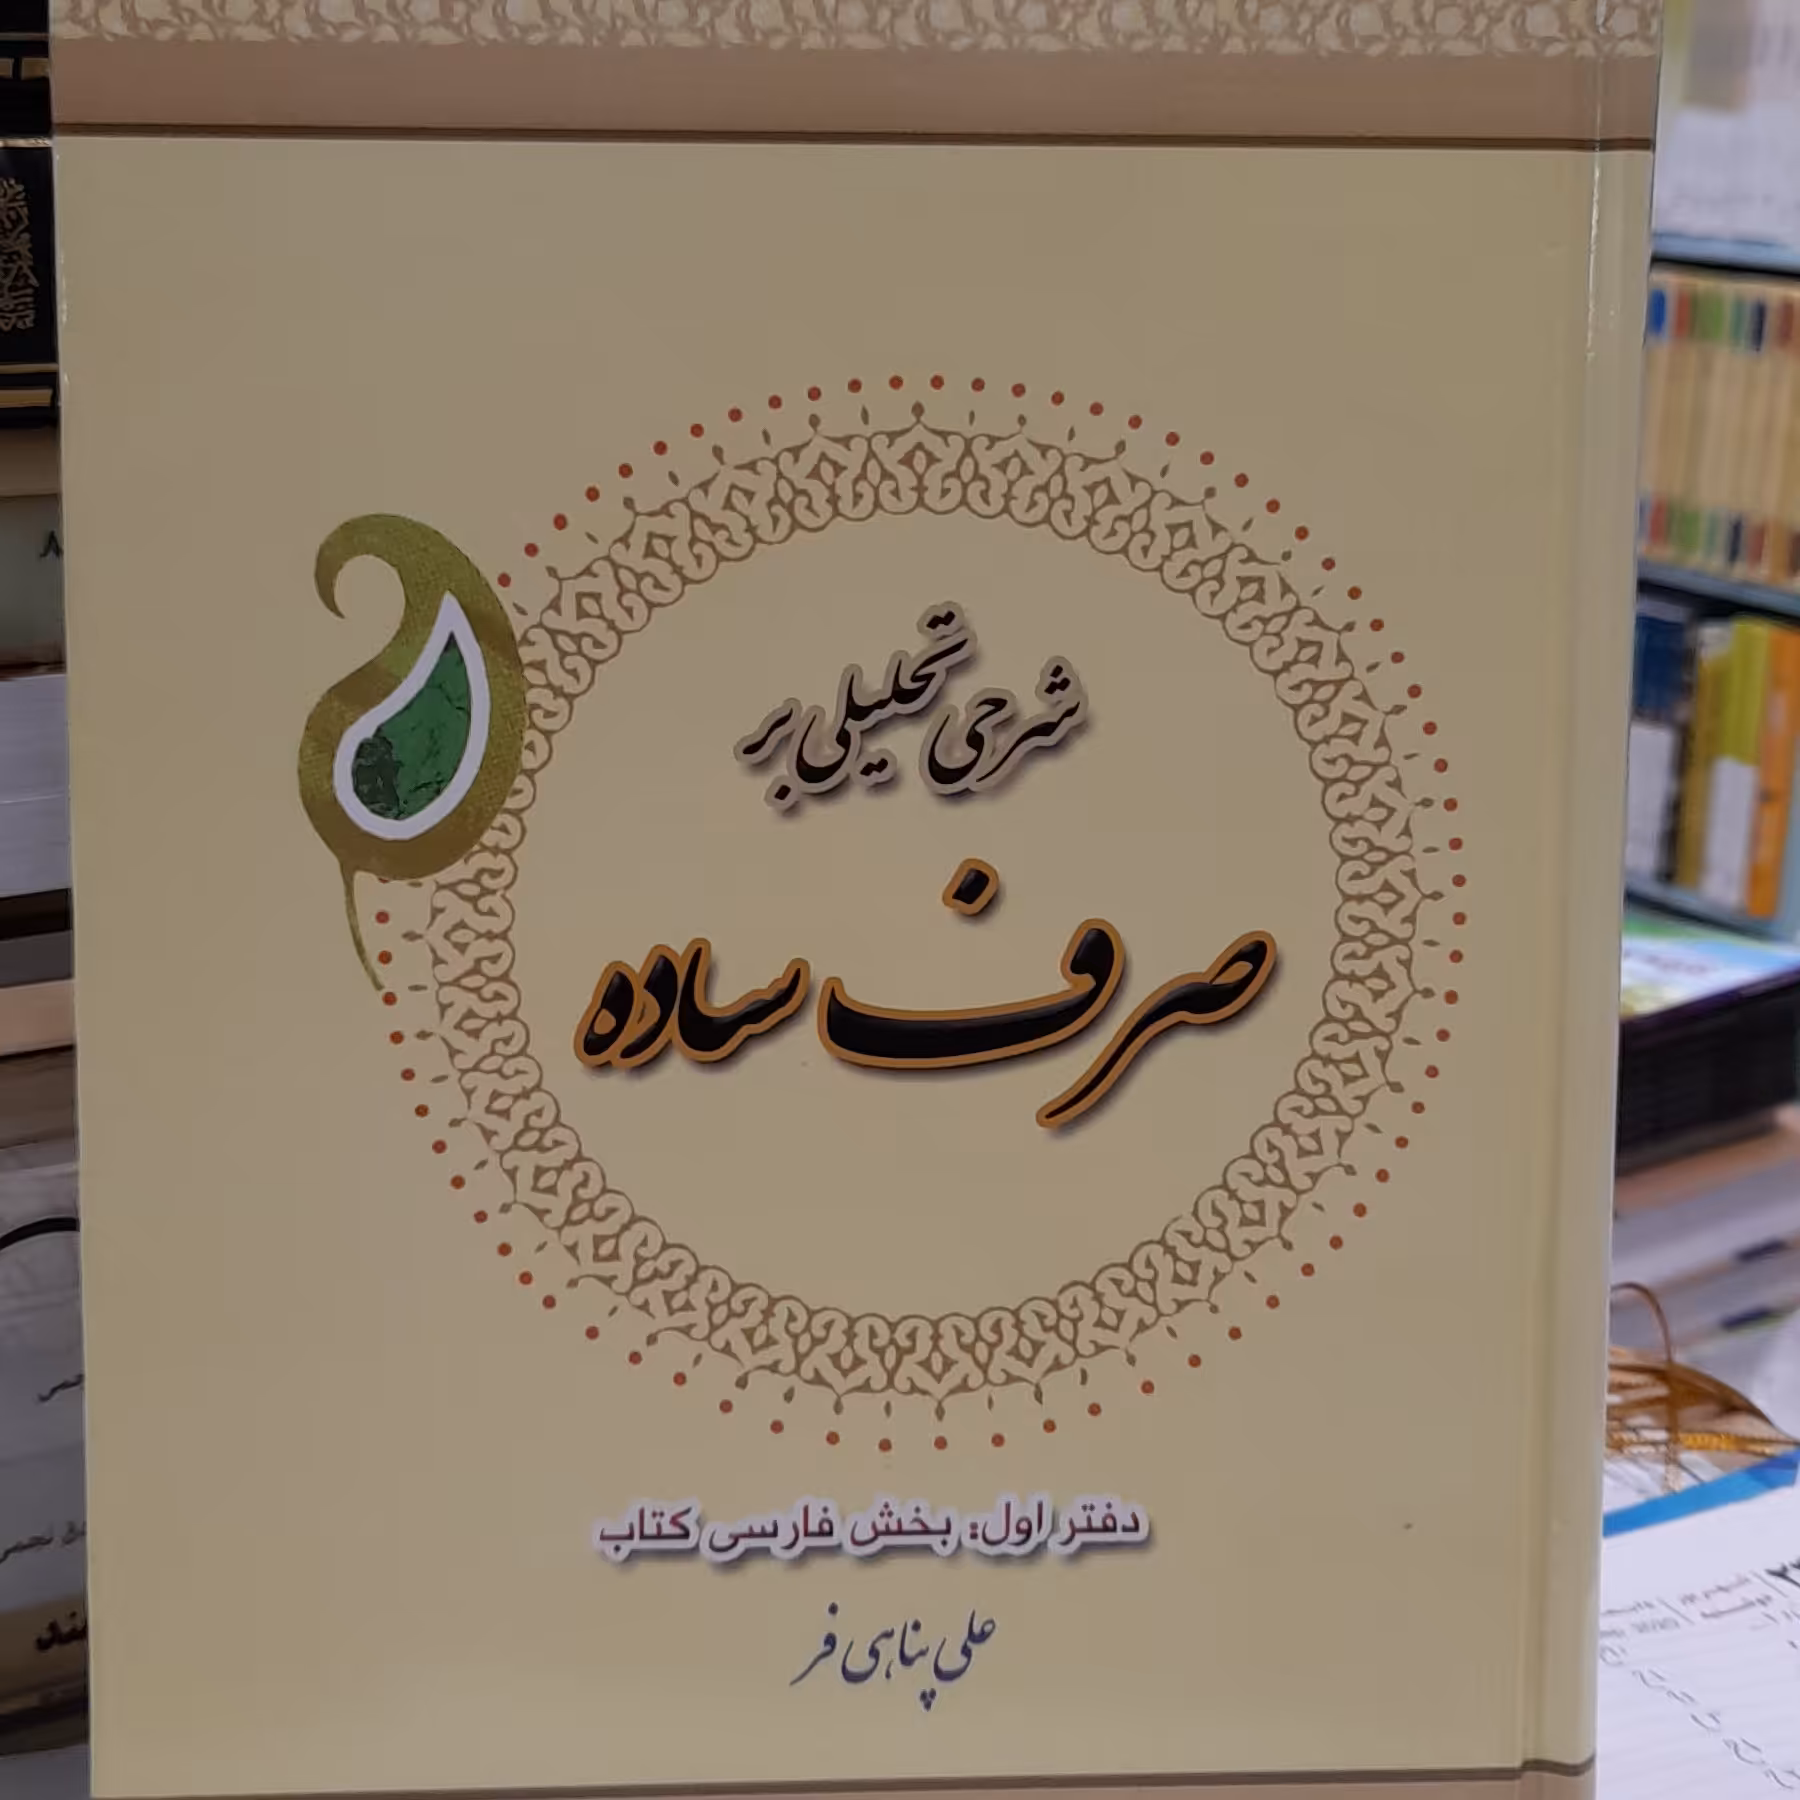 شرحی تحلیلی بر
صرف ساده
دفتر اول: بخش فارسی کتاب
علی پناهی فر